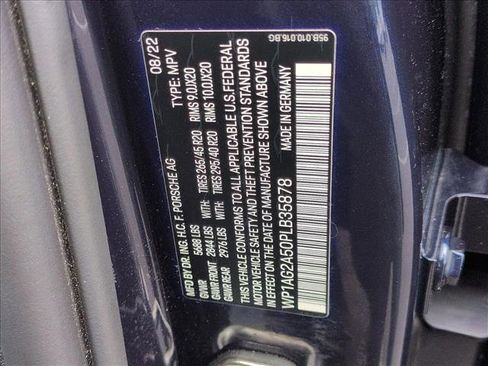 95B.010.016.BG
08/22
TYPE: MPV
MFD BY DR. ING. H.C. F. PORSCHE AG
GVWR 5688 LBS
GAWR FRONT 2844 LBS WITH: TIRES 265/45 R20 RIMS 9.0JX20
GAWR REAR 2976 LBS WITH: TIRES 295/40 R20 RIMS 10.0JX20
THIS VEHICLE CONFORMS TO ALL APPLICABLE U.S. FEDERAL
MOTOR VEHICLE SAFETY AND THEFT PREVENTION STANDARDS
IN EFFECT ON THE DATE OF MANUFACTURE SHOWN ABOVE
WP1AG2A50PLB35878 MADE IN GERMANY